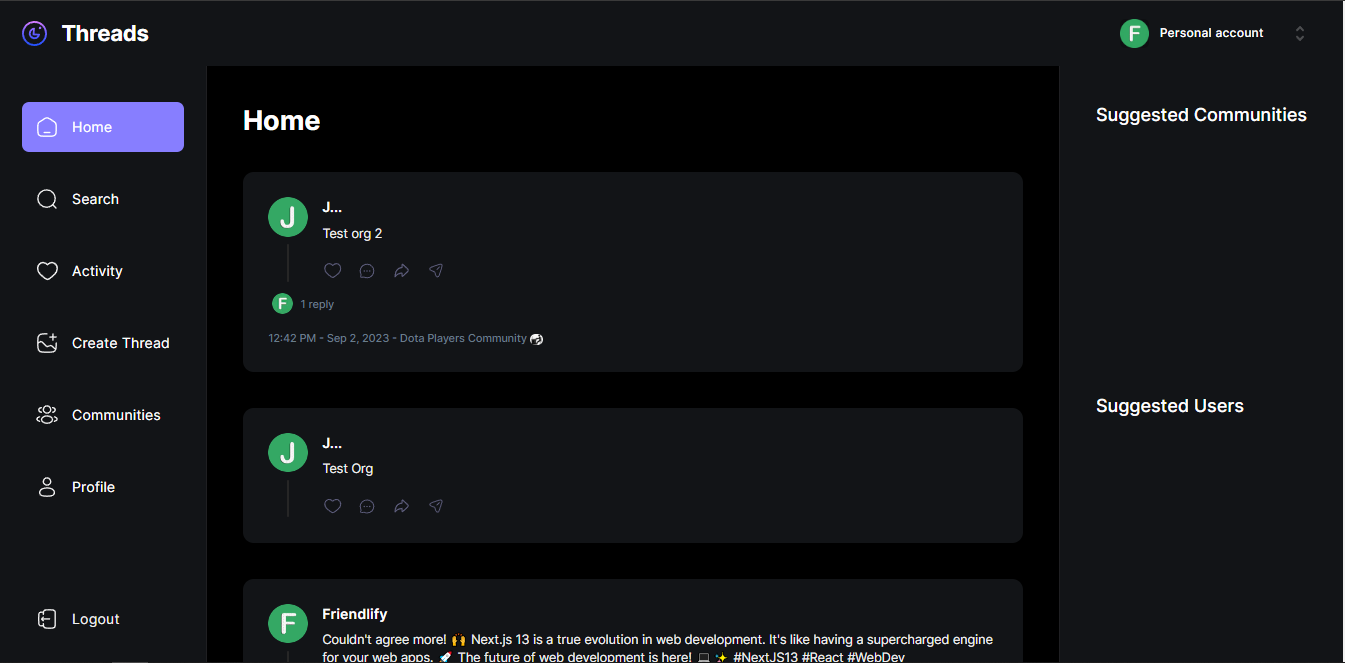 Threads
F Personal account
Home
Search
Activity
Create Thread
Communities
Profile
Logout
Home
J J...
Test org 2
F 1 reply
12:42 PM - Sep 2, 2023 - Dota Players Community
J J...
Test Org
F Friendlify
Couldn't agree more! 🙌 Next.js 13 is a true evolution in web development. It's like having a supercharged engine
for your web apps. 🚀 The future of web development is here! 💻 ✨ #NextJS13 #React #WebDev
Suggested Communities
Suggested Users